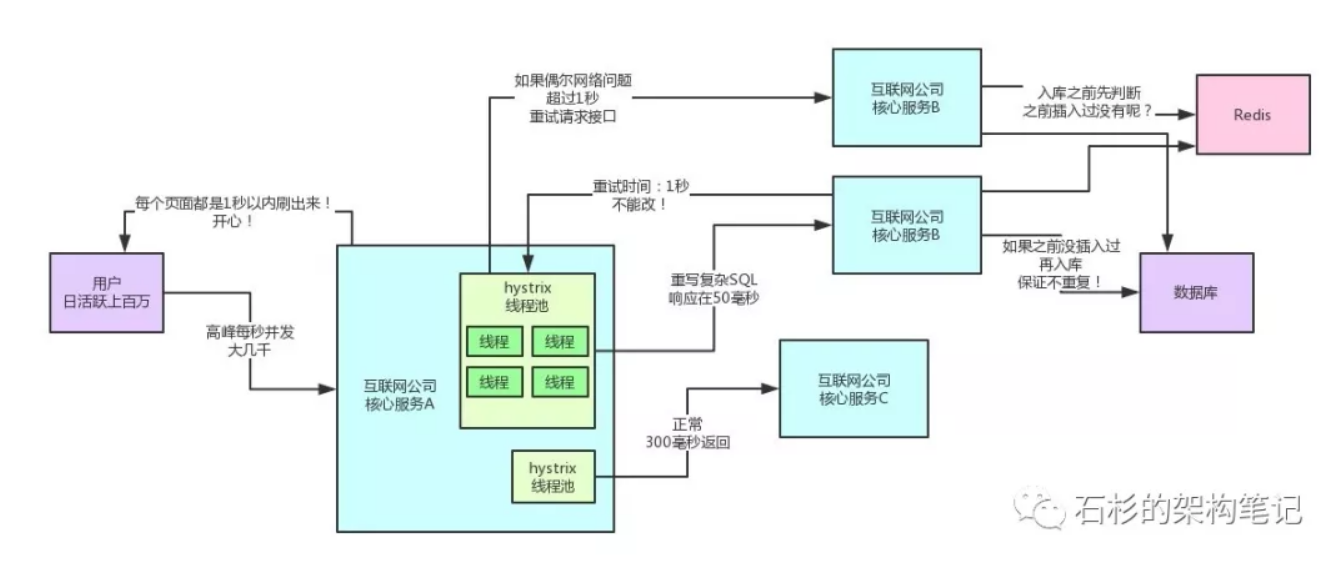 如果偶尔网络问题
超过1秒
重试请求接口
互联网公司
核心服务B
入库之前先判断
之前插入过没有呢？
Redis
每个页面都是1秒以内刷出来！
开心！
重试时间：1秒
不能改！
互联网公司
核心服务B
如果之前没插入过
再入库
保证不重复！
用户
日活跃上百万
高峰每秒并发
大几千
互联网公司
核心服务A
hystrix
线程池
线程
线程
线程
线程
重写复杂SQL
响应在50毫秒
数据库
互联网公司
核心服务C
正常
300毫秒返回
hystrix
线程池
石杉的架构笔记